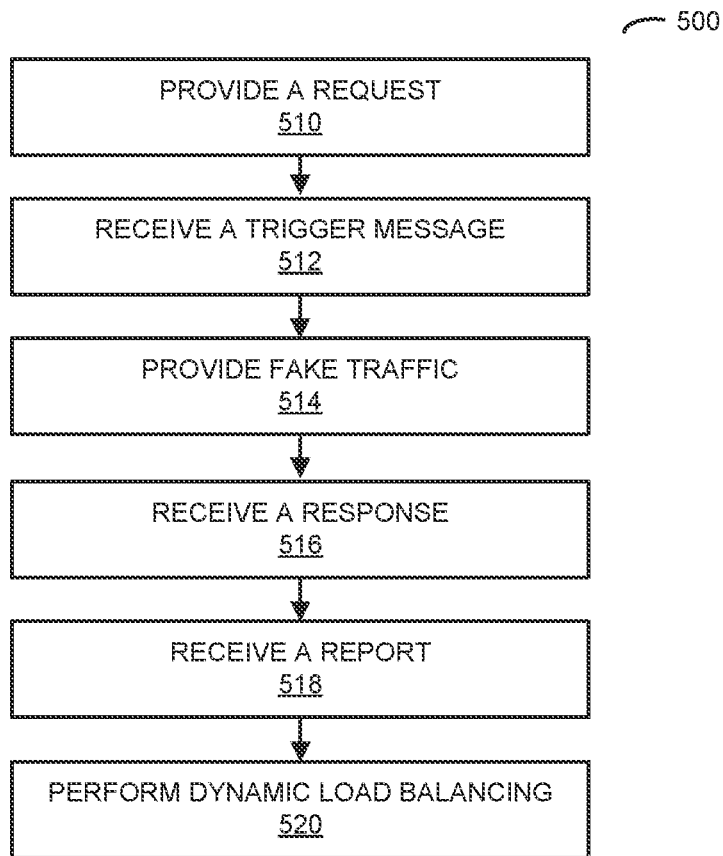 500
PROVIDE A REQUEST
510
RECEIVE A TRIGGER MESSAGE
512
PROVIDE FAKE TRAFFIC
514
RECEIVE A RESPONSE
516
RECEIVE A REPORT
518
PERFORM DYNAMIC LOAD BALANCING
520